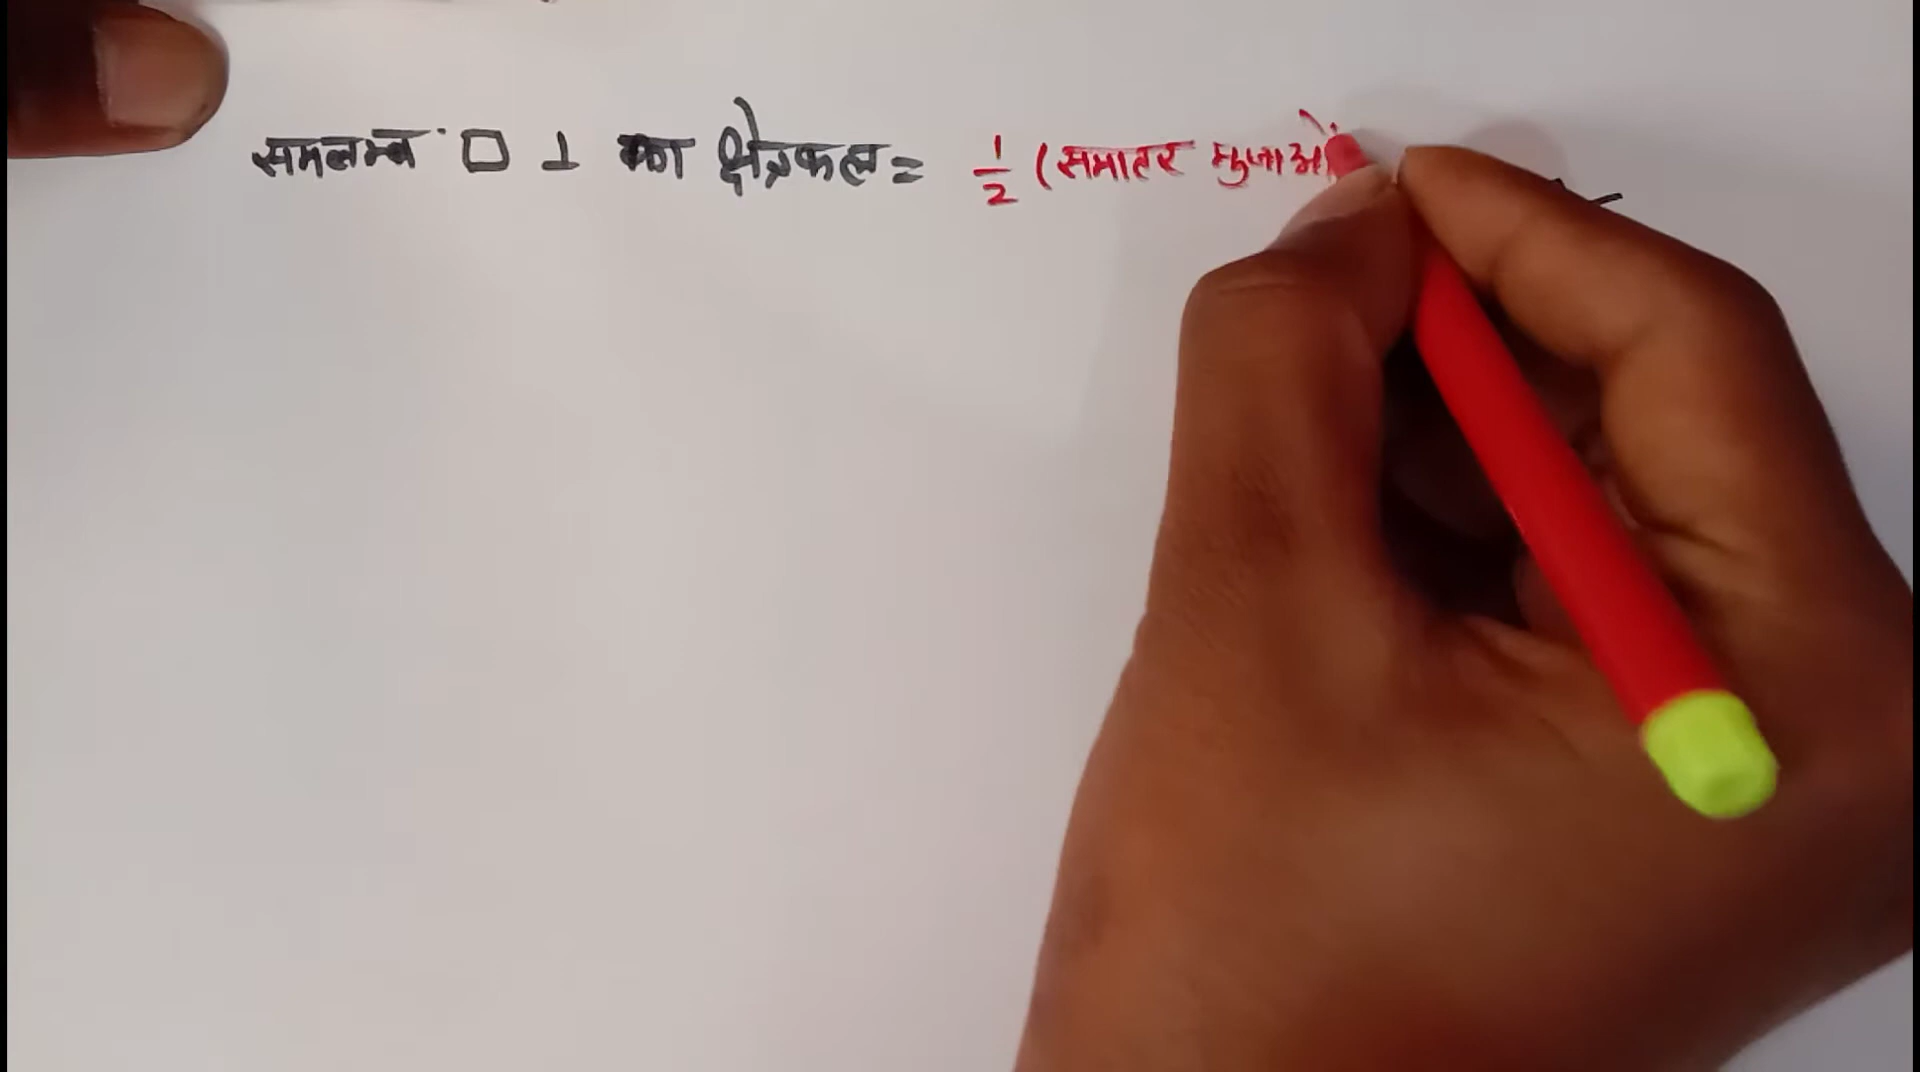 समलम्ब □ ⊥ का क्षेत्रफल = 1/2 (समातर भुजाओ